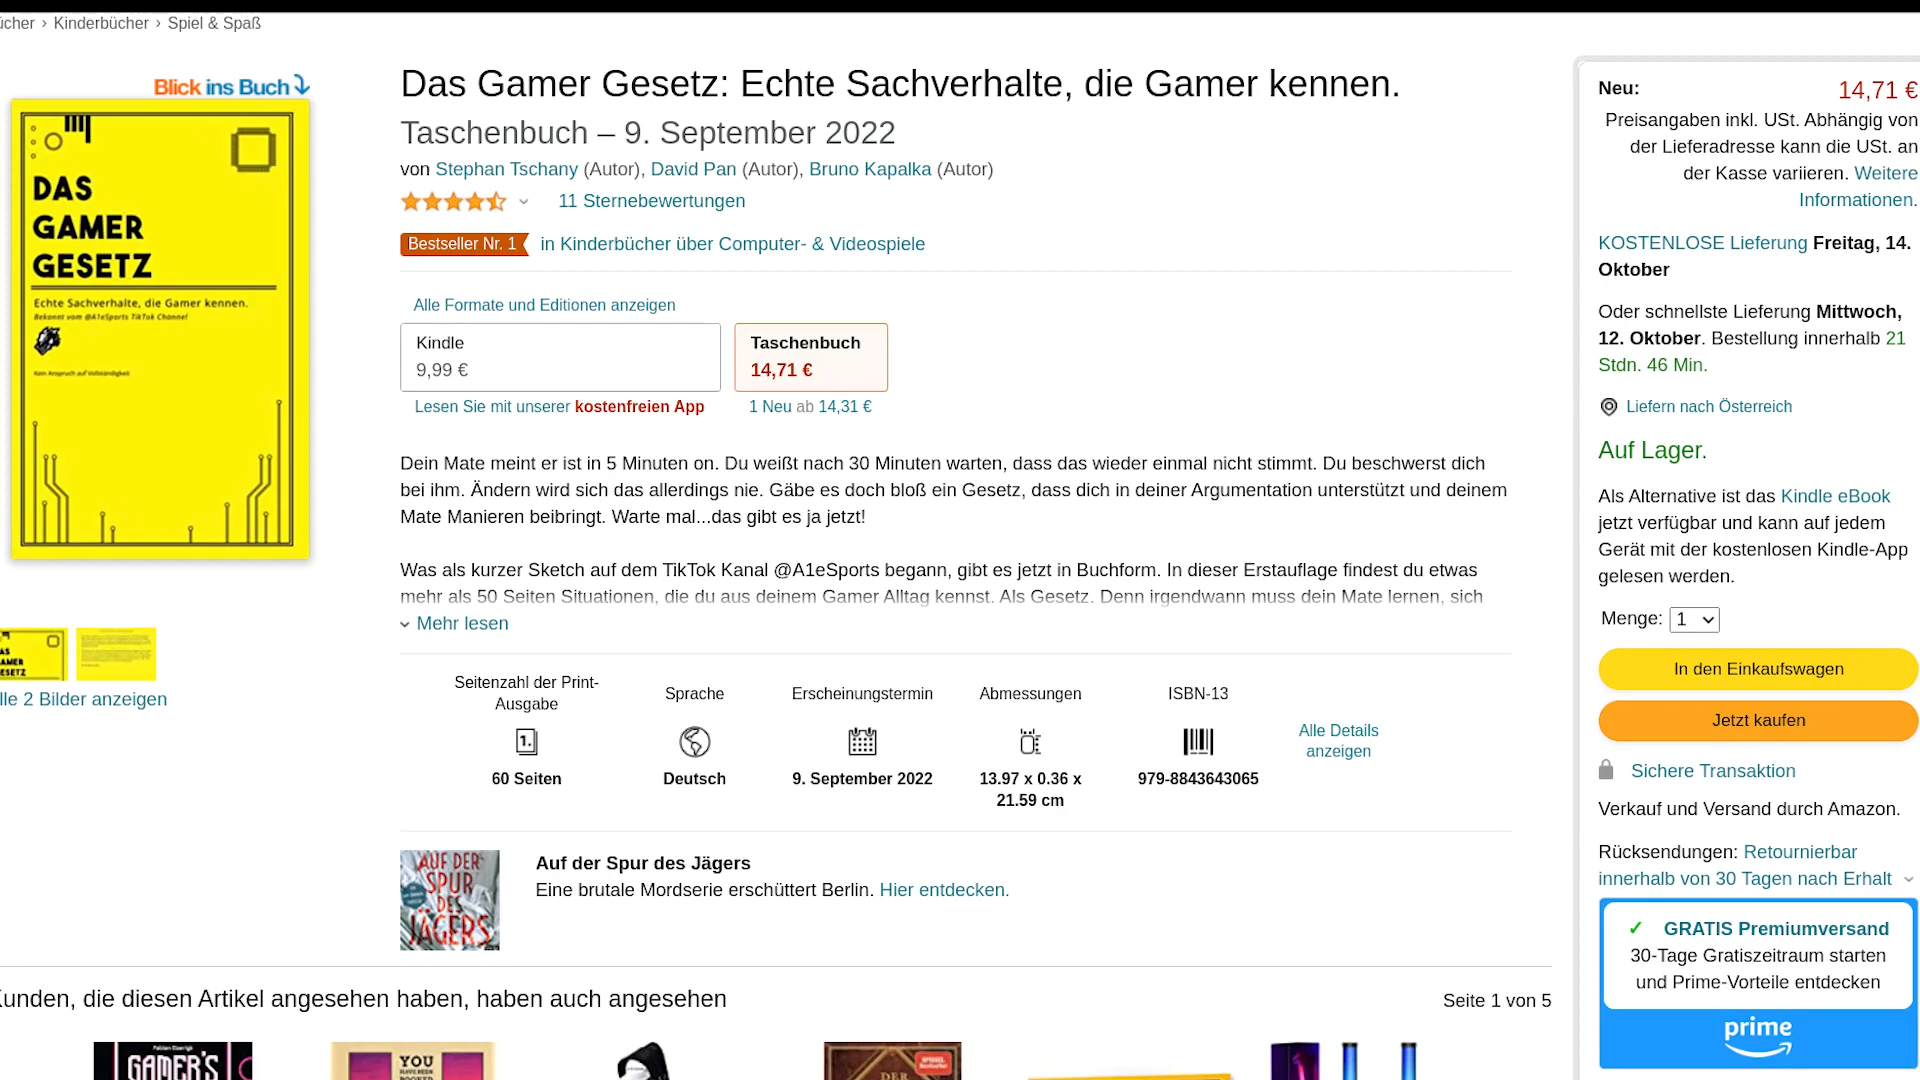 ücher › Kinderbücher › Spiel & Spaß
Blick ins Buch
DAS
GAMER
GESETZ
Echte Sachverhalte, die Gamer kennen.
Bekannt vom @A1eSports TikTok Channel
Kein Anspruch auf Vollständigkeit
lle 2 Bilder anzeigen
Das Gamer Gesetz: Echte Sachverhalte, die Gamer kennen.
Taschenbuch – 9. September 2022
von Stephan Tschany (Autor), David Pan (Autor), Bruno Kapalka (Autor)
11 Sternebewertungen
Bestseller Nr. 1 in Kinderbücher über Computer- & Videospiele
Alle Formate und Editionen anzeigen
Kindle
9,99 €
Lesen Sie mit unserer kostenfreien App
Taschenbuch
14,71 €
1 Neu ab 14,31 €
Dein Mate meint er ist in 5 Minuten on. Du weißt nach 30 Minuten warten, dass das wieder einmal nicht stimmt. Du beschwerst dich
bei ihm. Ändern wird sich das allerdings nie. Gäbe es doch bloß ein Gesetz, dass dich in deiner Argumentation unterstützt und deinem
Mate Manieren beibringt. Warte mal...das gibt es ja jetzt!
Was als kurzer Sketch auf dem TikTok Kanal @A1eSports begann, gibt es jetzt in Buchform. In dieser Erstauflage findest du etwas
mehr als 50 Seiten Situationen, die du aus deinem Gamer Alltag kennst. Als Gesetz. Denn irgendwann muss dein Mate lernen, sich
Mehr lesen
Seitenzahl der Print-
Ausgabe
1.
60 Seiten
Sprache
Deutsch
Erscheinungstermin
9. September 2022
Abmessungen
13.97 x 0.36 x
21.59 cm
ISBN-13
979-8843643065
Alle Details
anzeigen
AUF DER
SPUR
DES
JÄGERS
Auf der Spur des Jägers
Eine brutale Mordserie erschüttert Berlin. Hier entdecken.
Kunden, die diesen Artikel angesehen haben, haben auch angesehen
Seite 1 von 5
GAMER'S
YOU
DER
Neu: 14,71 €
Preisangaben inkl. USt. Abhängig von
der Lieferadresse kann die USt. an
der Kasse variieren. Weitere
Informationen.
KOSTENLOSE Lieferung Freitag, 14.
Oktober
Oder schnellste Lieferung Mittwoch,
12. Oktober. Bestellung innerhalb 21
Stdn. 46 Min.
Liefern nach Österreich
Auf Lager.
Als Alternative ist das Kindle eBook
jetzt verfügbar und kann auf jedem
Gerät mit der kostenlosen Kindle-App
gelesen werden.
Menge: 1
In den Einkaufswagen
Jetzt kaufen
Sichere Transaktion
Verkauf und Versand durch Amazon.
Rücksendungen: Retournierbar
innerhalb von 30 Tagen nach Erhalt
✓ GRATIS Premiumversand
30-Tage Gratiszeitraum starten
und Prime-Vorteile entdecken
prime